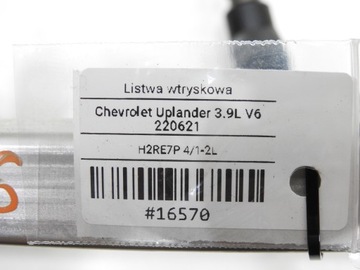 Listwa wtryskowa
Chevrolet Uplander 3.9L V6
220621
H2RE7P 4/1-2L
#16570